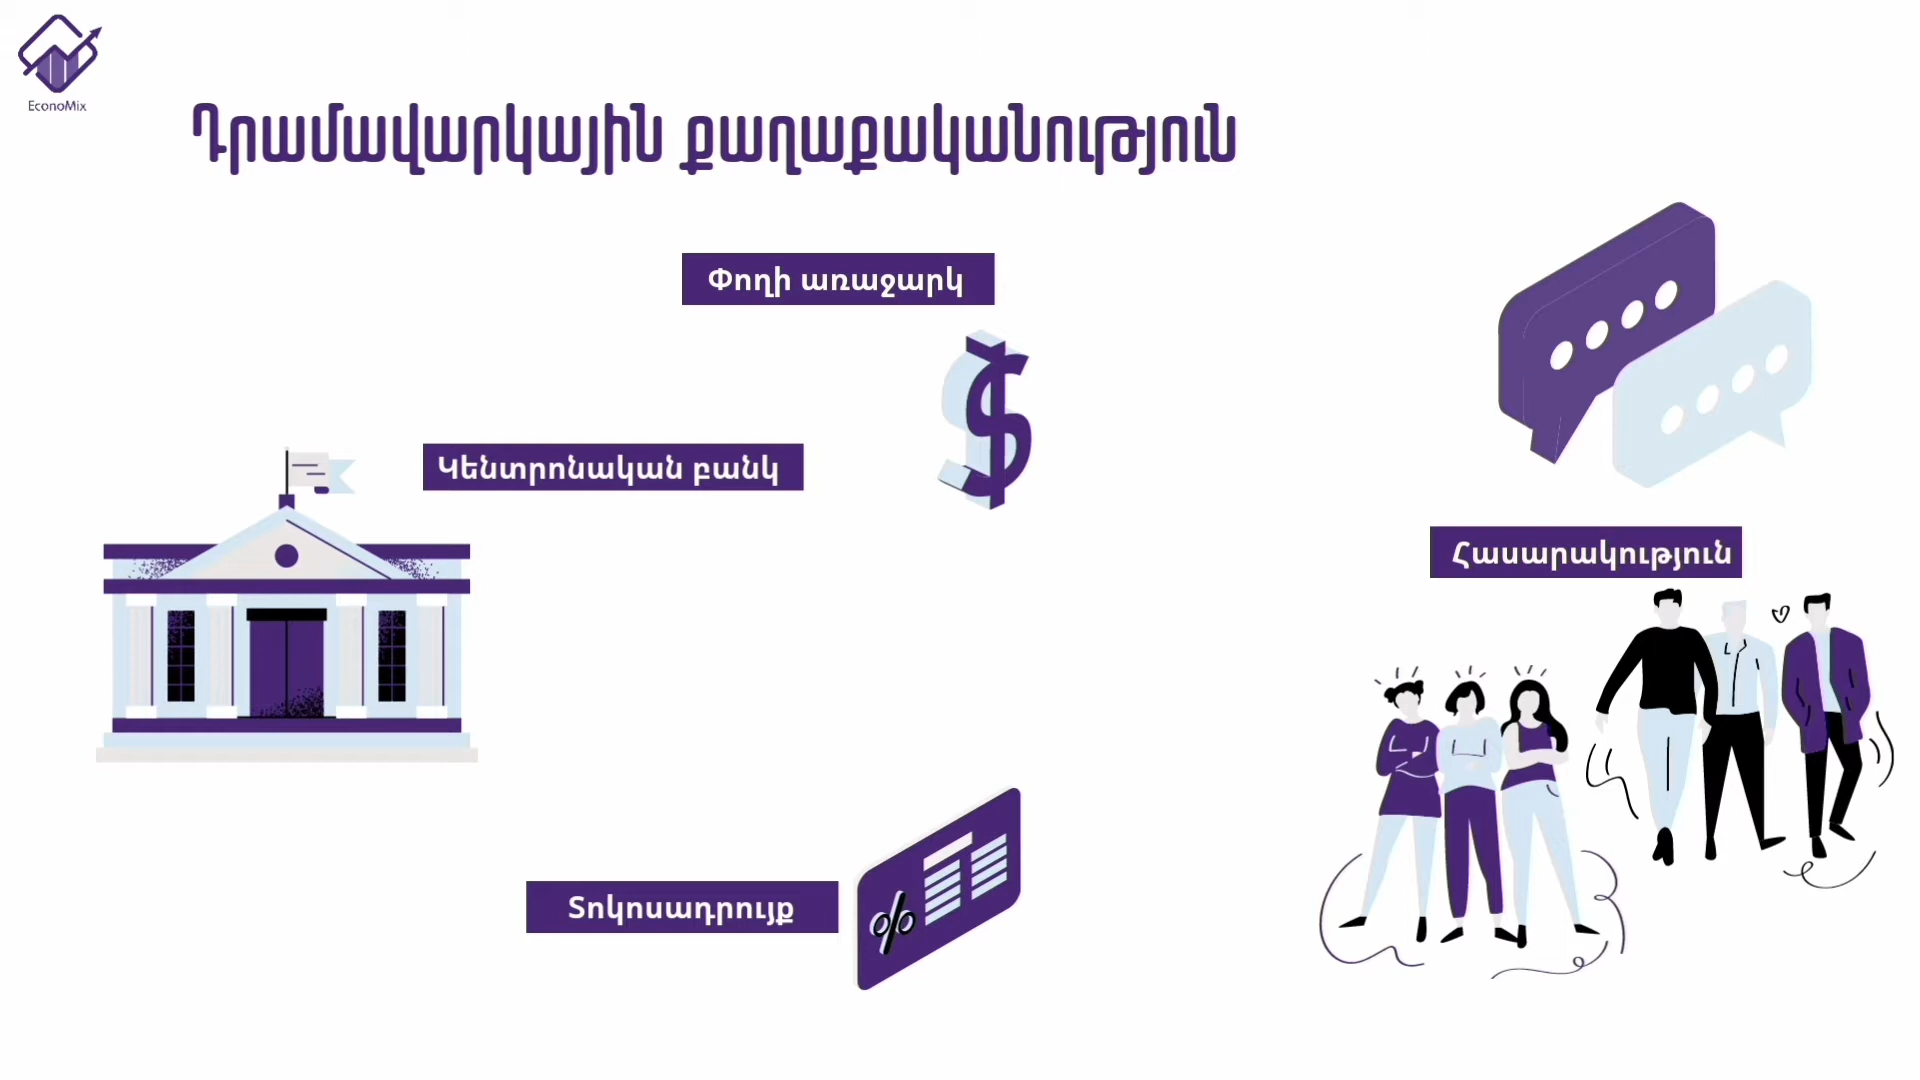 EconoMix
Դրամավարկային քաղաքականություն
Փողի առաջարկ
Կենտրոնական բանկ
Հասարակություն
Տոկոսադրույք
%